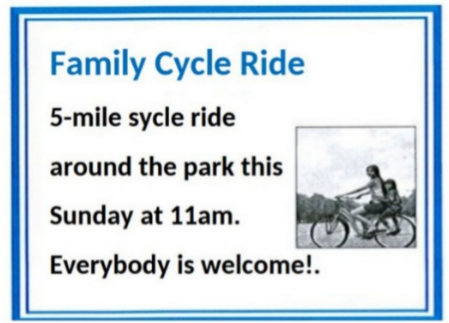 Family Cycle Ride
5-mile sycle ride
around the park this
Sunday at 11am.
Everybody is welcome!.